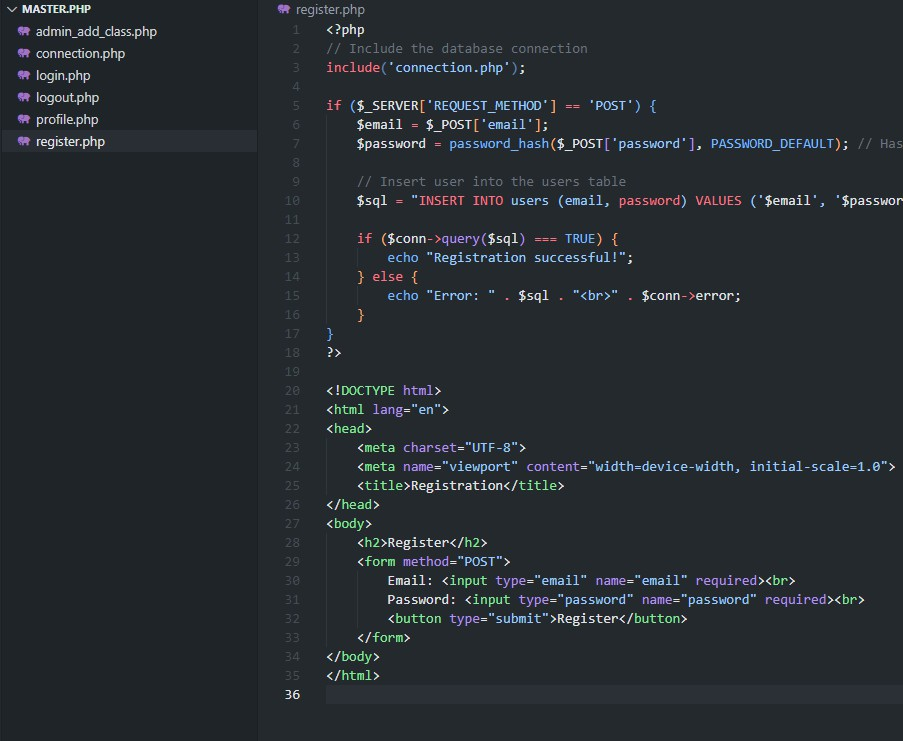 MASTER.PHP
admin_add_class.php
connection.php
login.php
logout.php
profile.php
register.php
register.php
1 <?php
2 // Include the database connection
3 include('connection.php');
4
5 if ($_SERVER['REQUEST_METHOD'] == 'POST') {
6     $email = $_POST['email'];
7     $password = password_hash($_POST['password'], PASSWORD_DEFAULT); // Has
8
9     // Insert user into the users table
10     $sql = "INSERT INTO users (email, password) VALUES ('$email', '$passwor
11
12     if ($conn->query($sql) === TRUE) {
13         echo "Registration successful!";
14     } else {
15         echo "Error: " . $sql . "<br>" . $conn->error;
16     }
17 }
18 ?>
19
20 <!DOCTYPE html>
21 <html lang="en">
22 <head>
23     <meta charset="UTF-8">
24     <meta name="viewport" content="width=device-width, initial-scale=1.0">
25     <title>Registration</title>
26 </head>
27 <body>
28     <h2>Register</h2>
29     <form method="POST">
30         Email: <input type="email" name="email" required><br>
31         Password: <input type="password" name="password" required><br>
32         <button type="submit">Register</button>
33     </form>
34 </body>
35 </html>
36